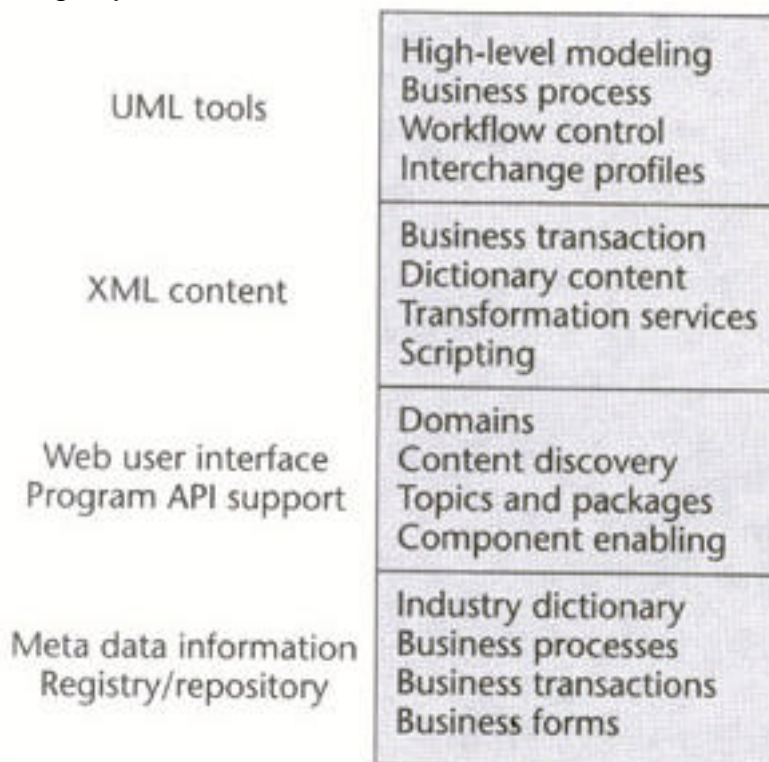 UML tools
High-level modeling
Business process
Workflow control
Interchange profiles
XML content
Business transaction
Dictionary content
Transformation services
Scripting
Web user interface
Program API support
Domains
Content discovery
Topics and packages
Component enabling
Meta data information
Registry/repository
Industry dictionary
Business processes
Business transactions
Business forms